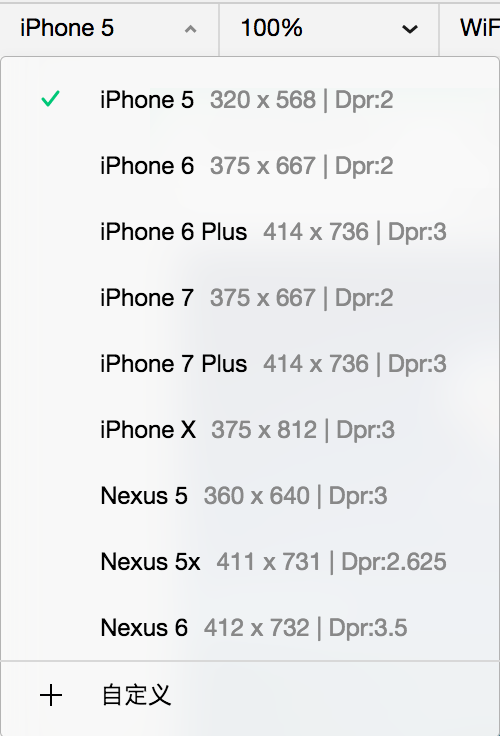 iPhone 5 100% WiF
iPhone 5 320 x 568 | Dpr:2
iPhone 6 375 x 667 | Dpr:2
iPhone 6 Plus 414 x 736 | Dpr:3
iPhone 7 375 x 667 | Dpr:2
iPhone 7 Plus 414 x 736 | Dpr:3
iPhone X 375 x 812 | Dpr:3
Nexus 5 360 x 640 | Dpr:3
Nexus 5x 411 x 731 | Dpr:2.625
Nexus 6 412 x 732 | Dpr:3.5
自定义